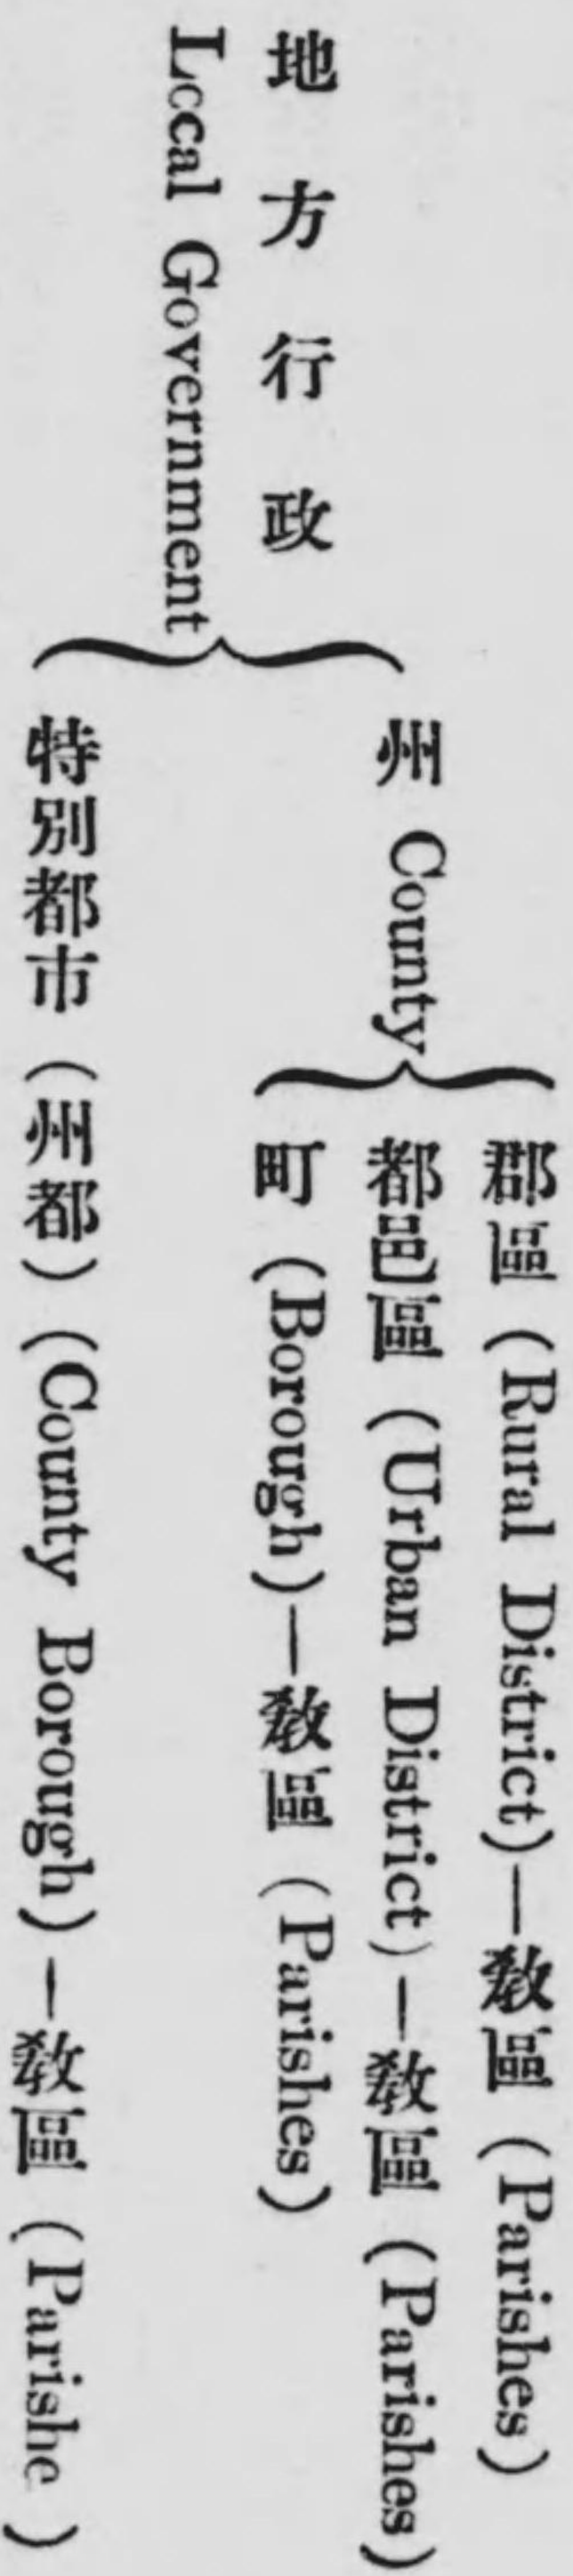 地方行政
Local Government
州 County
郡區 (Rural District)—敎區 (Parishes)
都邑區 (Urban District)—敎區 (Parishes)
町 (Borough)—敎區 (Parishes)
特別都市 (州都) (County Borough)—敎區 (Parishe )